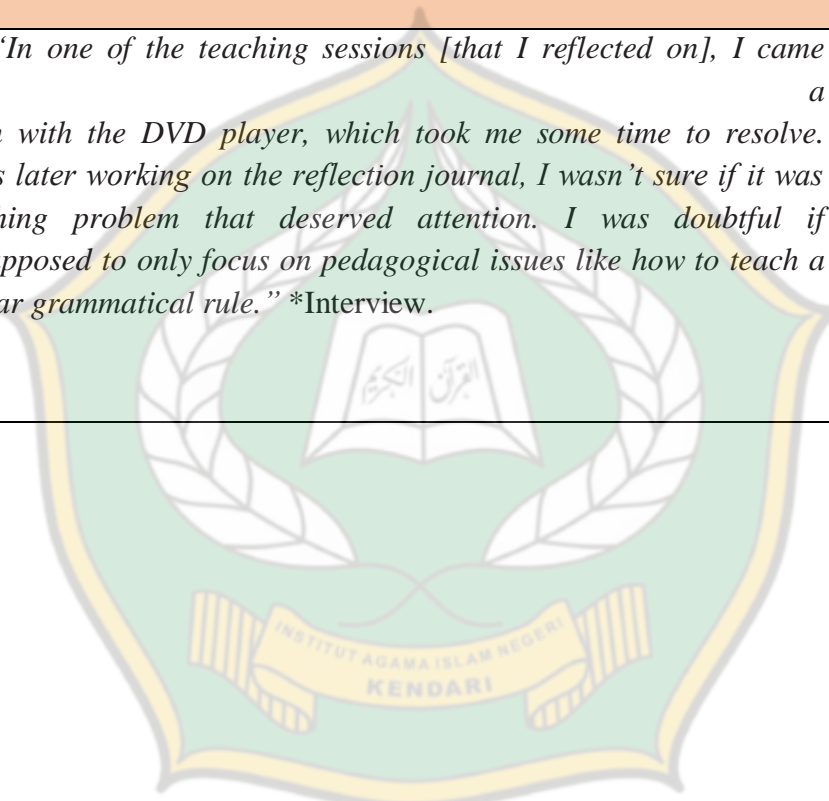 “In one of the teaching sessions [that I reflected on], I came
a
with the DVD player, which took me some time to resolve.
later working on the reflection journal, I wasn’t sure if it was
problem that deserved attention. I was doubtful if
to only focus on pedagogical issues like how to teach a
grammatical rule.” *Interview.
القرآن
الكريم
INSTITUT AGAMA ISLAM NEGERI
KENDARI